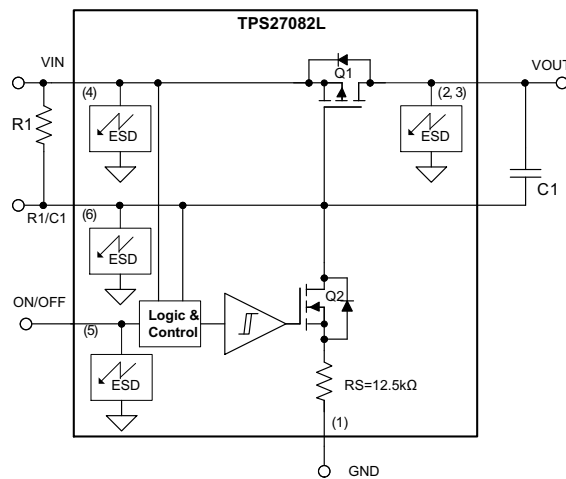 TPS27082L
VIN
Q1
VOUT
(4)
(2, 3)
R1
ESD
ESD
C1
R1/C1
(6)
ESD
ON/OFF
Q2
Logic &
Control
(5)
ESD
RS=12.5kΩ
(1)
GND